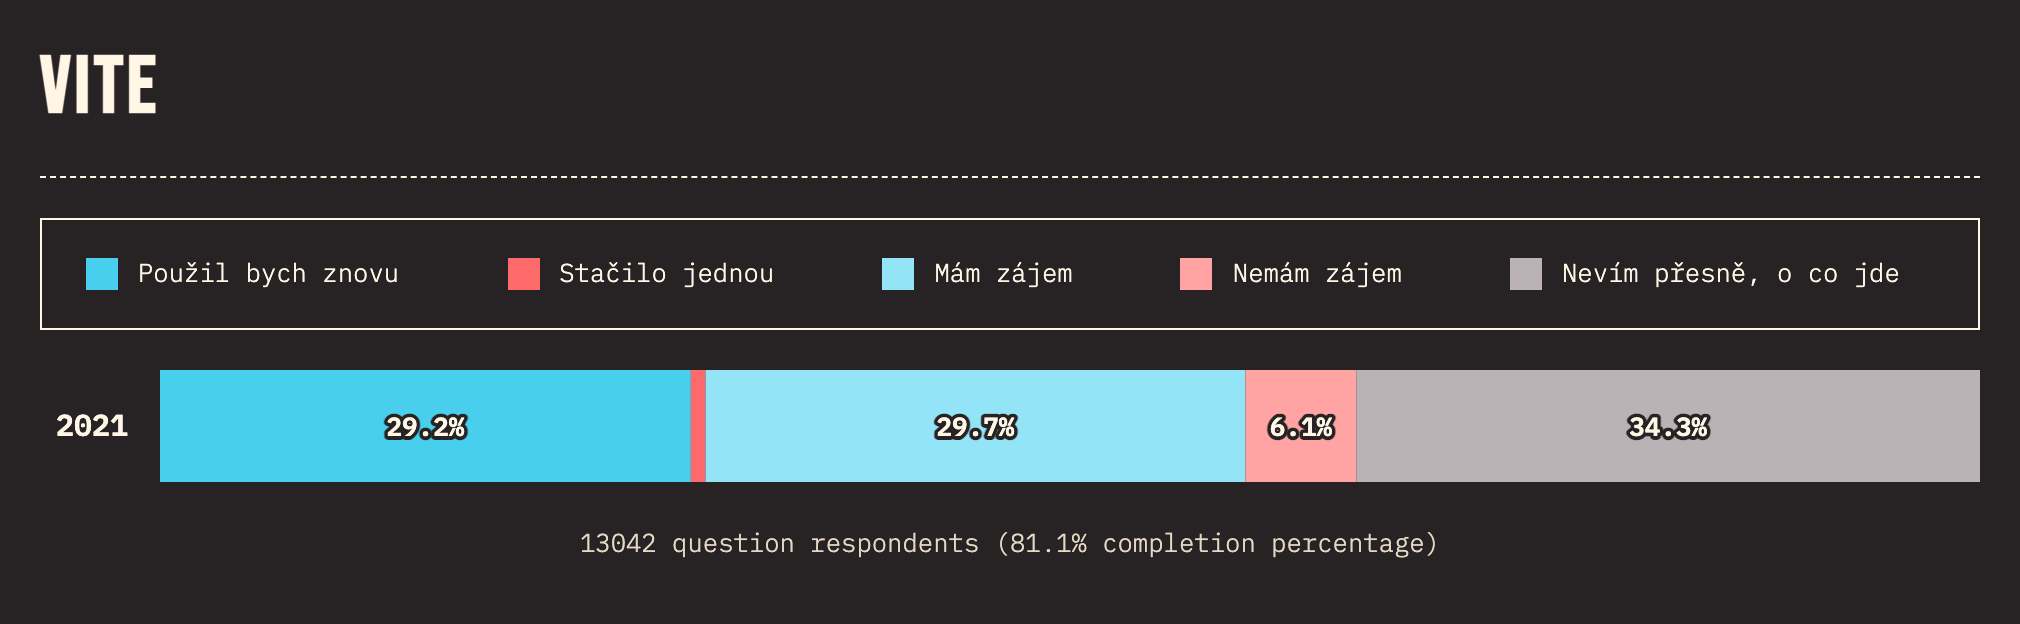 VITE
Použil bych znovu Stačilo jednou Mám zájem Nemám zájem Nevím přesně, o co jde
2021 29.2% 29.7% 6.1% 34.3%
13042 question respondents (81.1% completion percentage)